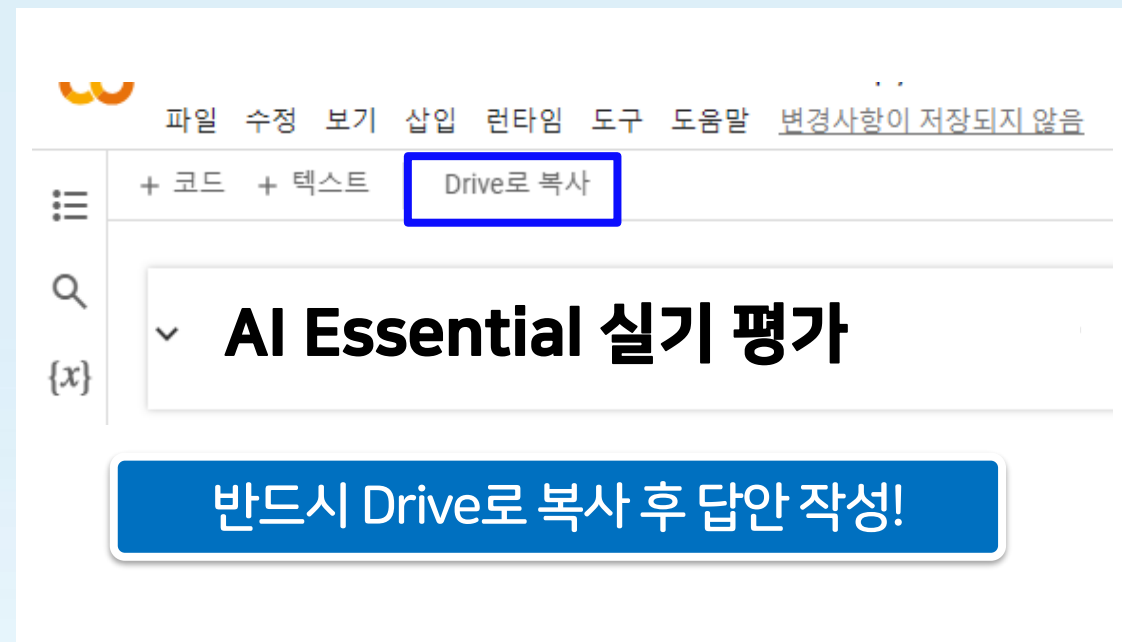 파일 수정 보기 삽입 런타임 도구 도움말 변경사항이 저장되지 않음
+ 코드 + 텍스트 Drive로 복사
AI Essential 실기 평가
{x}
반드시 Drive로 복사 후 답안 작성!